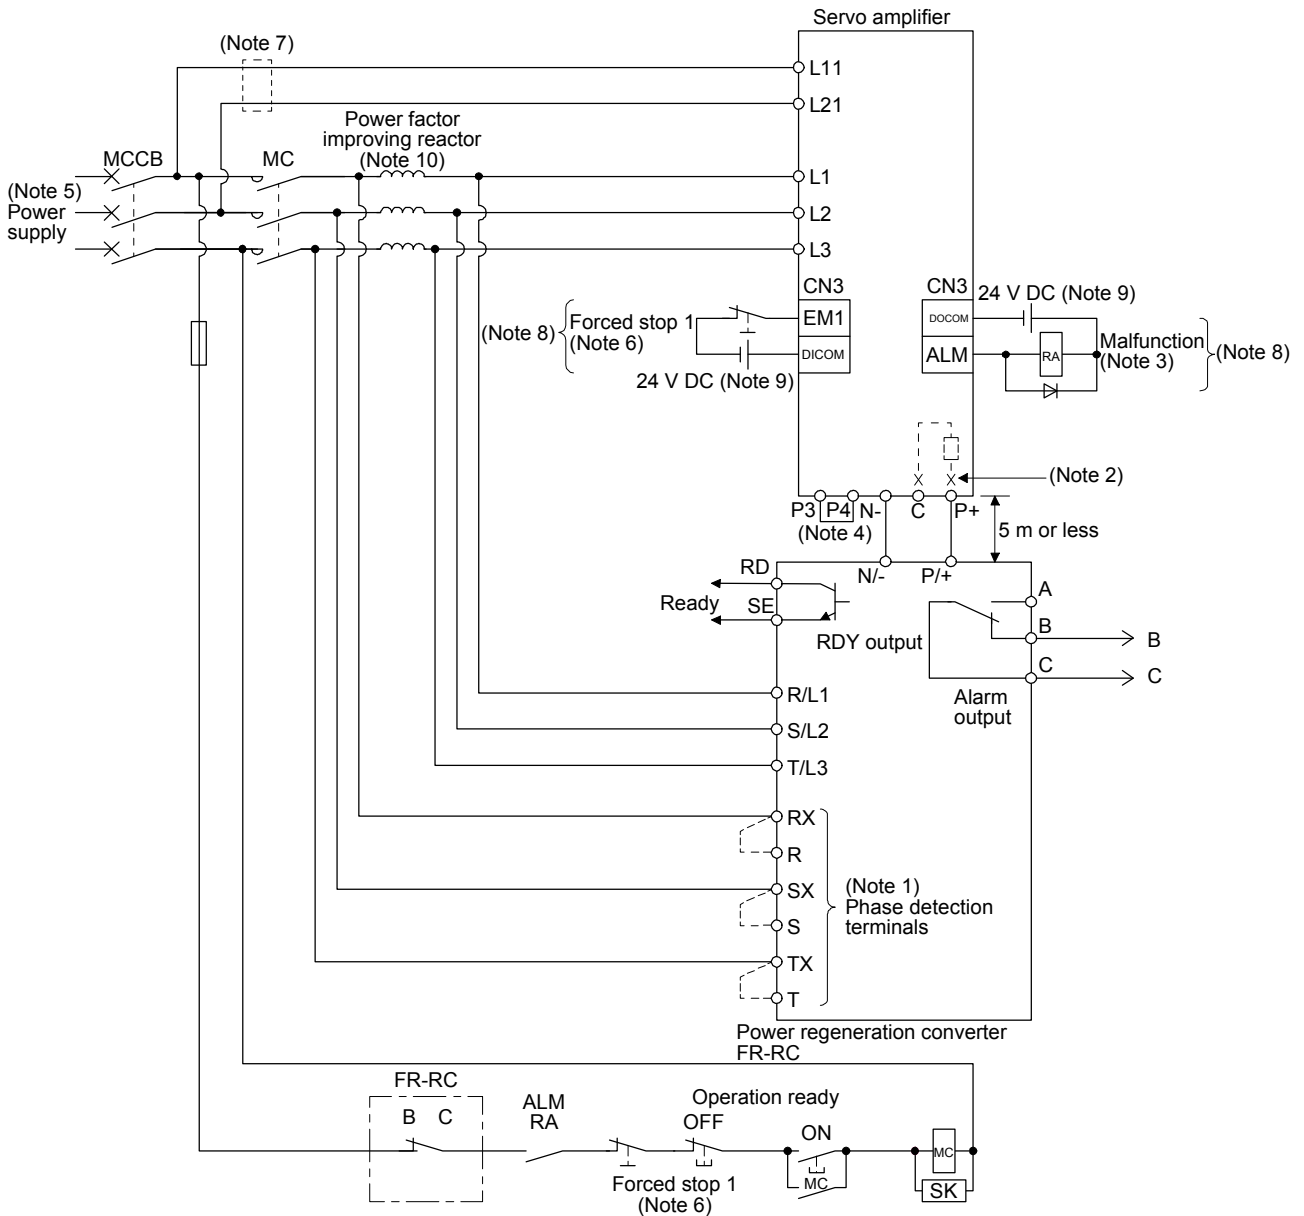 Servo amplifier
(Note 7)
L11
L21
Power factor
improving reactor
(Note 10)
MCCB
MC
(Note 5)
Power
supply
L1
L2
L3
CN3
CN3
24 V DC (Note 9)
(Note 8)
Forced stop 1
(Note 6)
EM1
DICOM
24 V DC (Note 9)
DOCOM
ALM
RA
Malfunction
(Note 3)
(Note 8)
(Note 2)
P3
P4
N-
C
P+
(Note 4)
5 m or less
N/-
P/+
RD
Ready
SE
RDY output
A
B
B
C
C
Alarm
output
R/L1
S/L2
T/L3
RX
R
SX
S
TX
T
(Note 1)
Phase detection
terminals
Power regeneration converter
FR-RC
FR-RC
B C
ALM
RA
Forced stop 1
(Note 6)
Operation ready
OFF
ON
MC
MC
SK